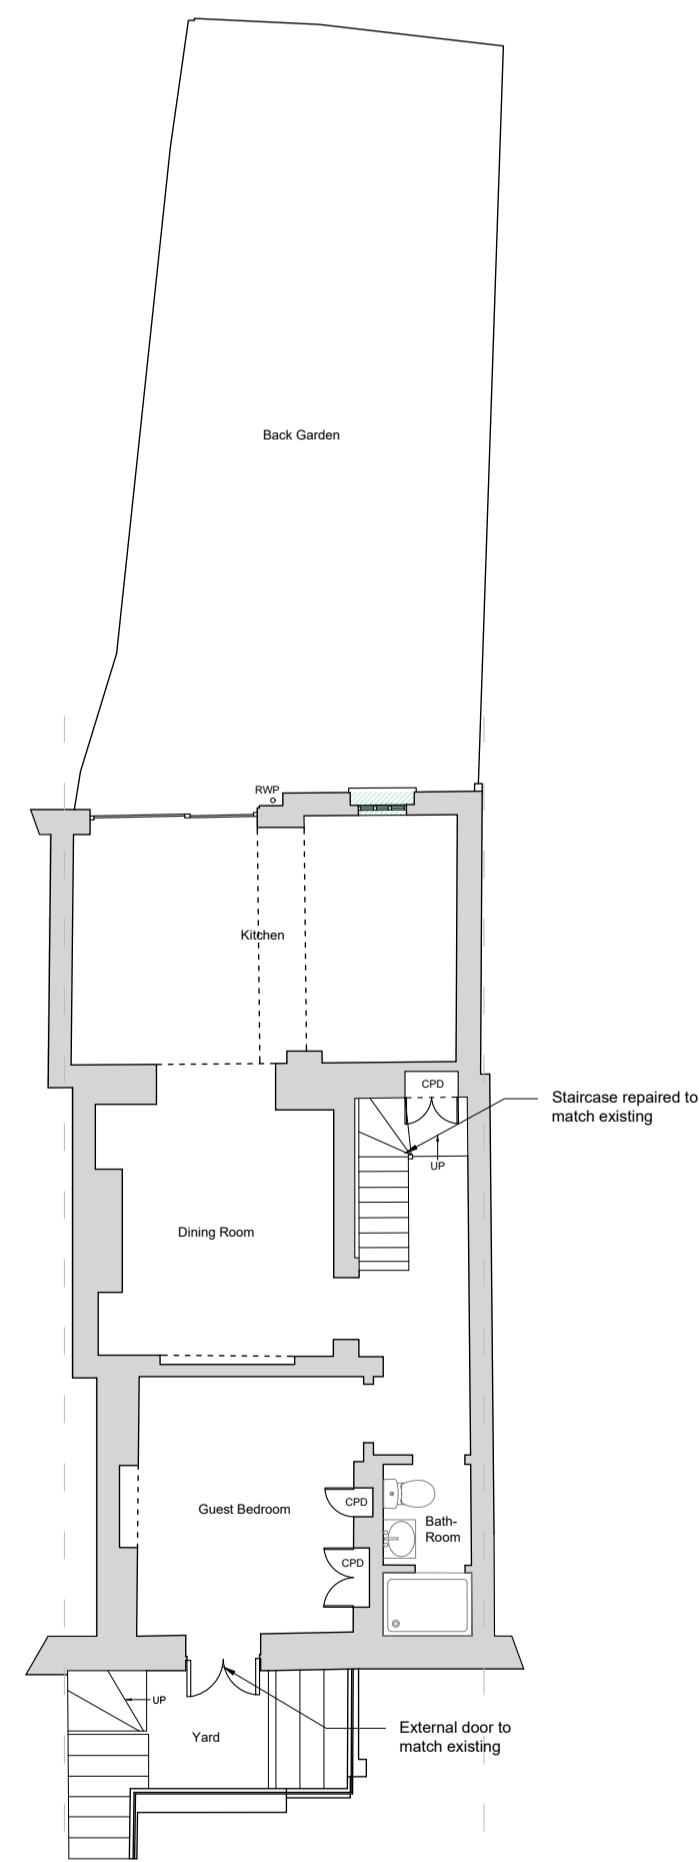 Back Garden
RWP
Kitchen
CPD
Staircase repaired to
match existing
UP
Dining Room
CPD
Guest Bedroom
Bath-
Room
CPD
UP
External door to
match existing
Yard